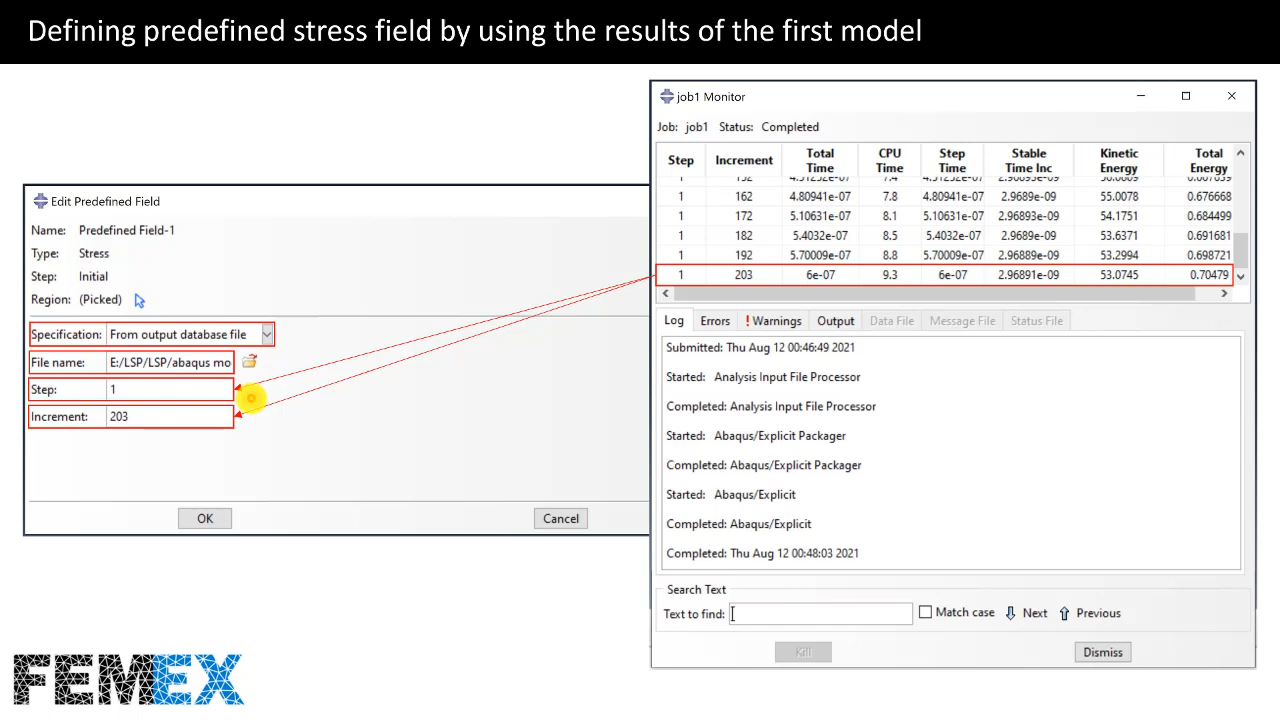 Defining predefined stress field by using the results of the first model
Edit Predefined Field
Name: Predefined Field-1
Type: Stress
Step: Initial
Region: (Picked)
Specification: From output database file
File name: E:/LSP/LSP/abaqus mo
Step: 1
Increment: 203
OK Cancel
job1 Monitor
Job: job1 Status: Completed
Step Increment Total Time CPU Time Step Time Stable Time Inc Kinetic Energy Total Energy
1 162 4.80941e-07 7.8 4.80941e-07 2.9689e-09 55.0078 0.676668
1 172 5.10631e-07 8.1 5.10631e-07 2.96893e-09 54.1751 0.684499
1 182 5.4032e-07 8.5 5.4032e-07 2.96891e-09 53.6371 0.691681
1 192 5.70009e-07 8.8 5.70009e-07 2.96889e-09 53.2994 0.698721
1 203 6e-07 9.3 6e-07 2.96891e-09 53.0745 0.70479
Log Errors ! Warnings Output Data File Message File Status File
Submitted: Thu Aug 12 00:46:49 2021
Started: Analysis Input File Processor
Completed: Analysis Input File Processor
Started: Abaqus/Explicit Packager
Completed: Abaqus/Explicit Packager
Started: Abaqus/Explicit
Completed: Abaqus/Explicit
Completed: Thu Aug 12 00:48:03 2021
Search Text
Text to find: Match case Next Previous
Kill Dismiss
FEMEX